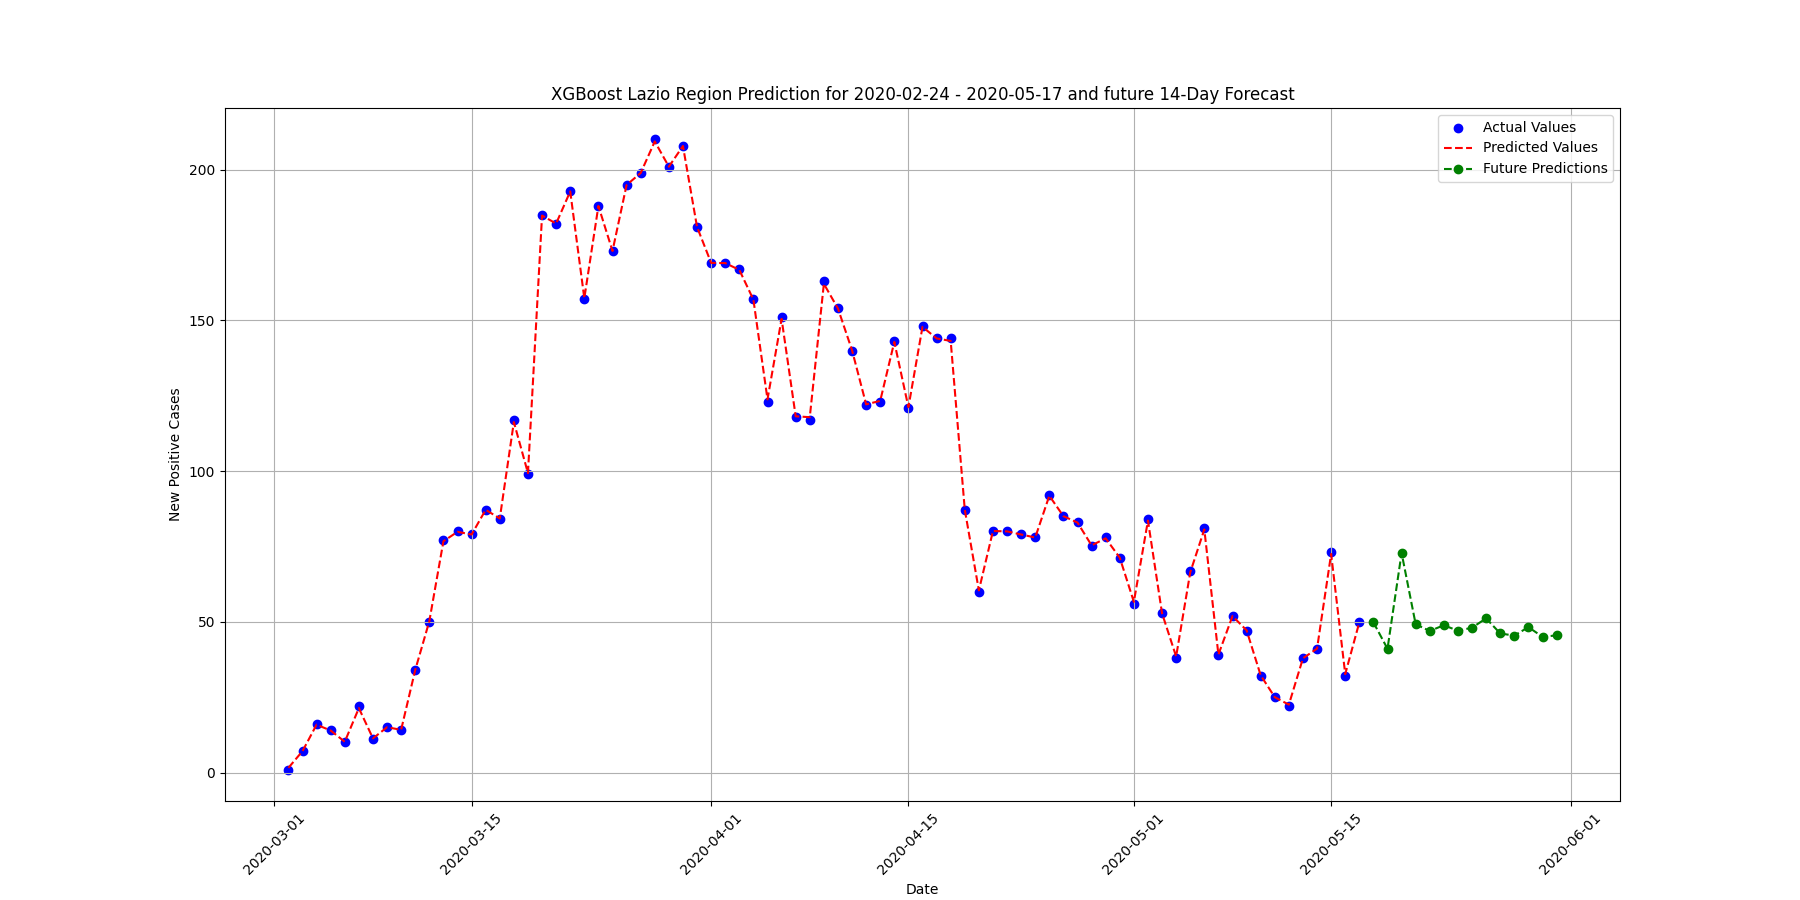 XGBoost Lazio Region Prediction for 2020-02-24 - 2020-05-17 and future 14-Day Forecast
Actual Values
Predicted Values
Future Predictions
New Positive Cases
200
150
100
50
0
2020-03-01
2020-03-15
2020-04-01
2020-04-15
2020-05-01
2020-05-15
2020-06-01
Date